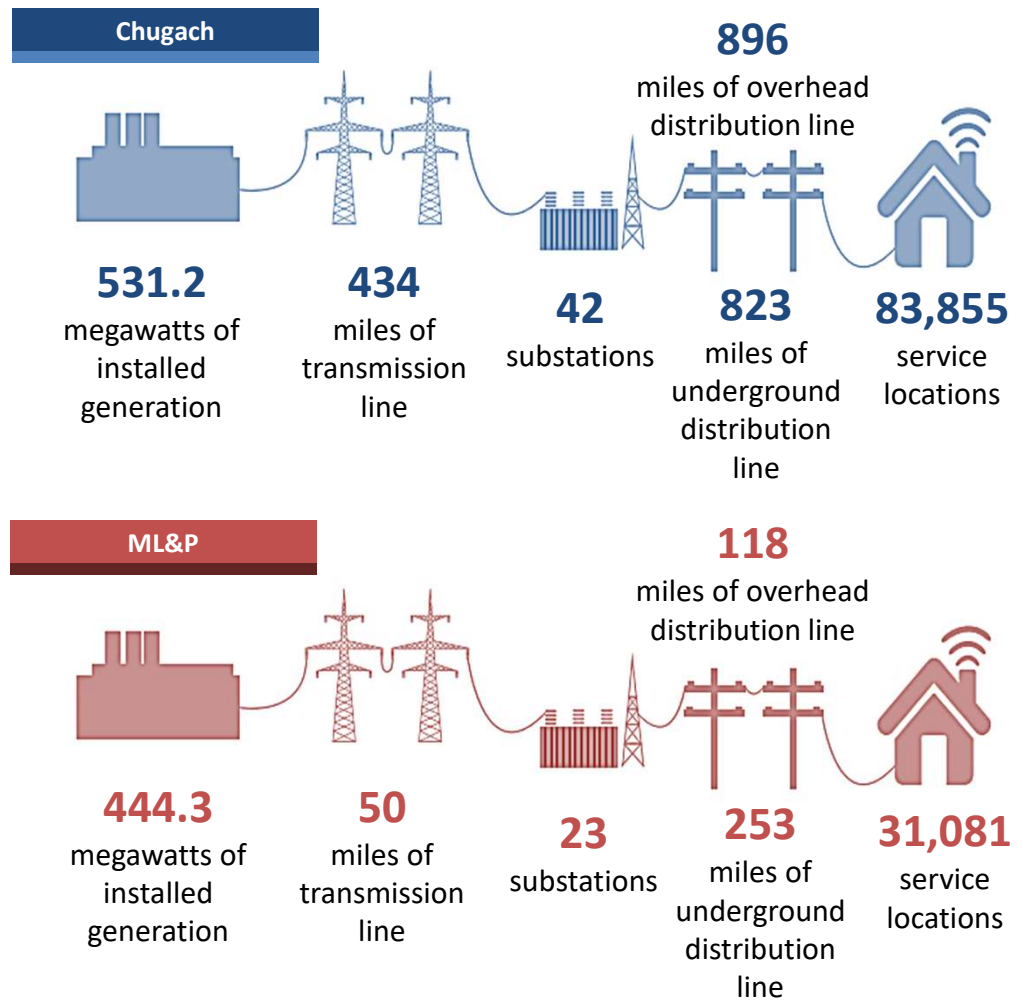 Chugach
896
miles of overhead
distribution line
531.2
megawatts of
installed
generation
434
miles of
transmission
line
42
substations
823
miles of
underground
distribution
line
83,855
service
locations
ML&P
118
miles of overhead
distribution line
444.3
megawatts of
installed
generation
50
miles of
transmission
line
23
substations
253
miles of
underground
distribution
line
31,081
service
locations